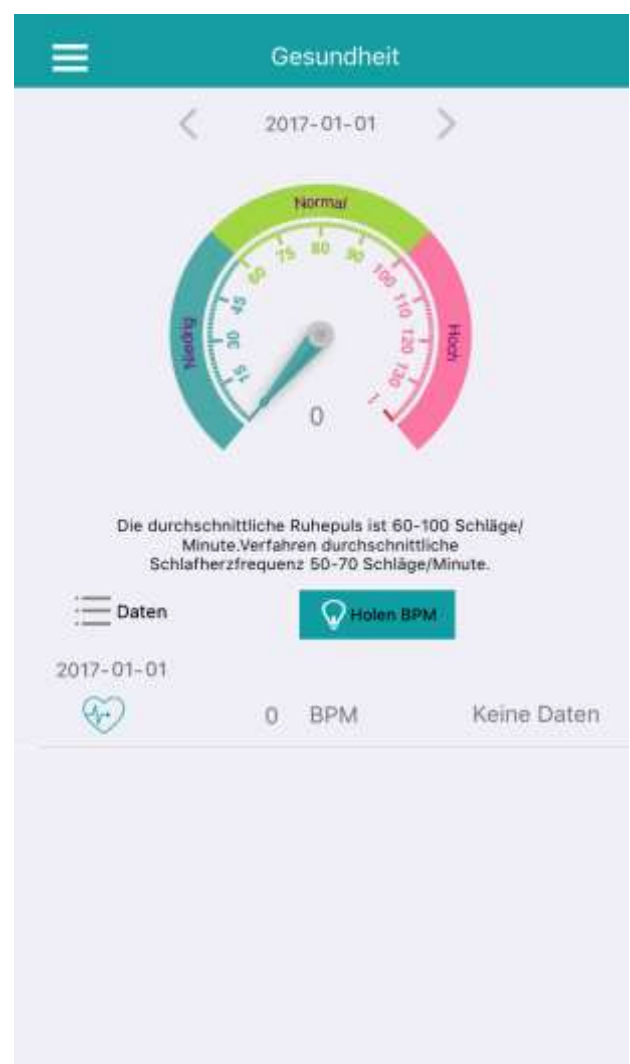 Gesundheit
2017-01-01
Normal
Niedrig
Hoch
15
30
45
60
75
80
90
100
110
120
130
0
Die durchschnittliche Ruhepuls ist 60-100 Schläge/
Minute.Verfahren durchschnittliche
Schlafherzfrequenz 50-70 Schläge/Minute.
Daten
Holen BPM
2017-01-01
0 BPM Keine Daten